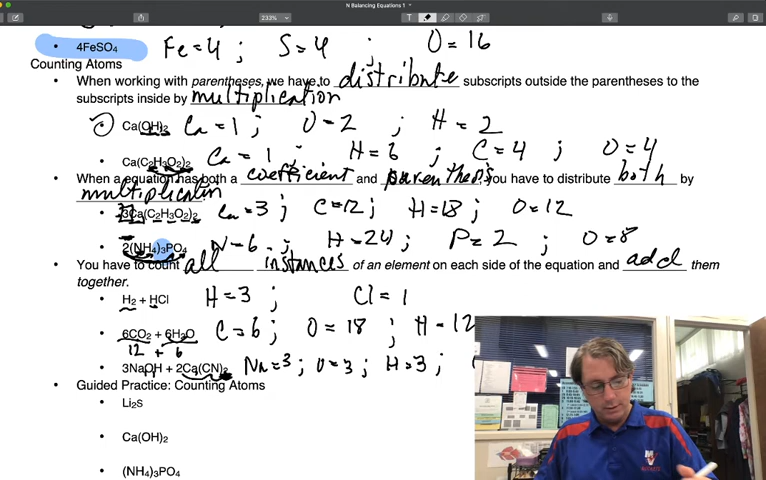 N Balancing Equations 1
233%
4FeSO₄ Fe = 4 ; S = 4 ; O = 16
Counting Atoms
When working with parentheses, we have to distribute subscripts outside the parentheses to the
subscripts inside by multiplication
Ca(OH)₂ Ca = 1 ; O = 2 ; H = 2
Ca(C₂H₃O₂)₂ Ca = 1 ; H = 6 ; C = 4 ; O = 4
When a equation has both a coefficient and parenthesis you have to distribute both by
multiplication
3Ca(C₂H₃O₂)₂ Ca = 3 ; C = 12 ; H = 18 ; O = 12
2(NH₄)₃PO₄ N = 6 ; H = 24 ; P = 2 ; O = 8
You have to count all instances of an element on each side of the equation and add them
together.
H₂ + HCl H = 3 ; Cl = 1
6CO₂ + 6H₂O C = 6 ; O = 18 ; H = 12
12 + 6
3NaOH + 2Ca(CN)₂ Na = 3 ; O = 3 ; H = 3 ;
Guided Practice: Counting Atoms
Li₂s
Ca(OH)₂
(NH₄)₃PO₄